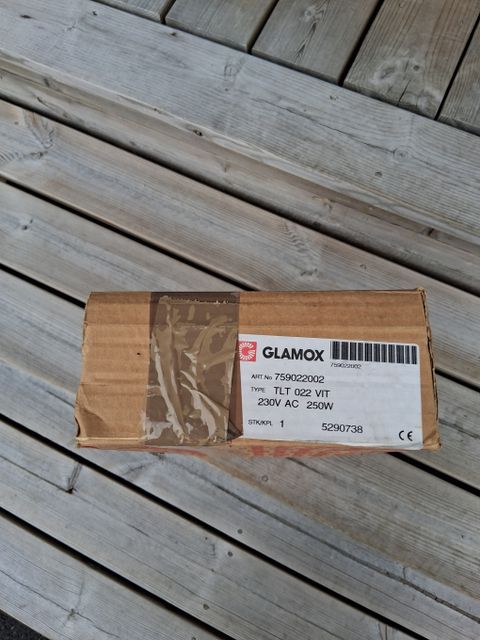 GLAMOX
759022002
ART. No 759022002
TYPE TLT 022 VIT
230V AC 250W
STK/KPL 1 5290738
CE